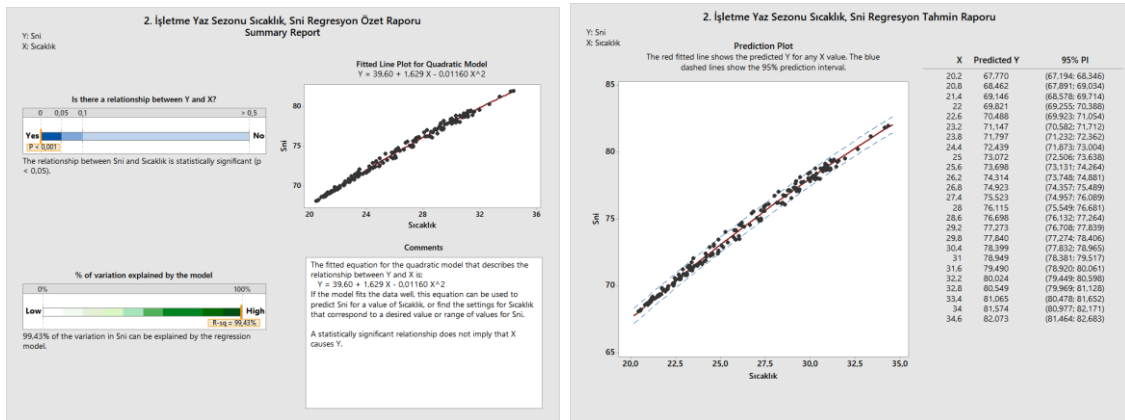 2. İşletme Yaz Sezonu Sıcaklık, Sni Regresyon Özet Raporu
Summary Report
Y: Sni
X: Sıcaklık
Is there a relationship between Y and X?
0 0,05 0,1 > 0,5
Yes No
P < 0,001
The relationship between Sni and Sıcaklık is statistically significant (p
< 0,05).
% of variation explained by the model
0% 100%
Low High
R-sq = 99,43%
99,43% of the variation in Sni can be explained by the regression
model.
Fitted Line Plot for Quadratic Model
Y = 39,60 + 1,629 X - 0,01160 X^2
80
75
70
Sni
20 24 28 32 36
Sıcaklık
Comments
The fitted equation for the quadratic model that describes the
relationship between Y and X is:
Y = 39,60 + 1,629 X - 0,01160 X^2
If the model fits the data well, this equation can be used to
predict Sni for a value of Sıcaklık, or find the settings for Sıcaklık
that correspond to a desired value or range of values for Sni.
A statistically significant relationship does not imply that X
causes Y.
2. İşletme Yaz Sezonu Sıcaklık, Sni Regresyon Tahmin Raporu
Y: Sni
X: Sıcaklık
Prediction Plot
The red fitted line shows the predicted Y for any X value. The blue
dashed lines show the 95% prediction interval.
85
80
75
70
65
Sni
20,0 22,5 25,0 27,5 30,0 32,5 35,0
Sıcaklık
X Predicted Y 95% PI
20,2 67,770 (67,194; 68,346)
20,8 68,462 (67,891; 69,034)
21,4 69,146 (68,578; 69,714)
22 69,821 (69,255; 70,388)
22,6 70,488 (69,923; 71,054)
23,2 71,147 (70,582; 71,712)
23,8 71,797 (71,232; 72,362)
24,4 72,439 (71,873; 73,004)
25 73,072 (72,506; 73,638)
25,6 73,698 (73,131; 74,264)
26,2 74,314 (73,748; 74,881)
26,8 74,923 (74,357; 75,489)
27,4 75,523 (74,957; 76,089)
28 76,115 (75,549; 76,681)
28,6 76,698 (76,132; 77,264)
29,2 77,273 (76,708; 77,839)
29,8 77,840 (77,274; 78,406)
30,4 78,399 (77,832; 78,965)
31 78,949 (78,381; 79,517)
31,6 79,490 (78,920; 80,061)
32,2 80,024 (79,449; 80,598)
32,8 80,549 (79,969; 81,128)
33,4 81,065 (80,478; 81,652)
34 81,574 (80,977; 82,171)
34,6 82,073 (81,464; 82,683)